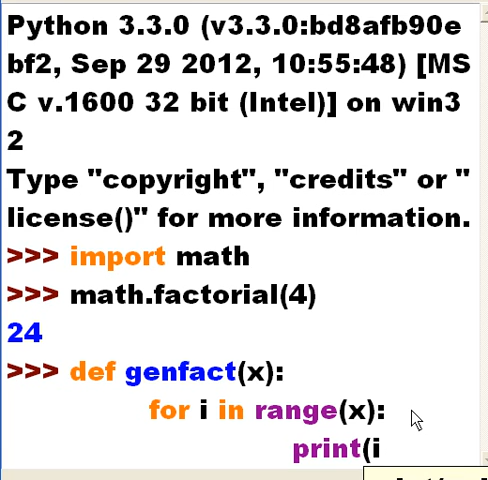 Python 3.3.0 (v3.3.0:bd8afb90e
bf2, Sep 29 2012, 10:55:48) [MS
C v.1600 32 bit (Intel)] on win3
2
Type "copyright", "credits" or "
license()" for more information.
>>> import math
>>> math.factorial(4)
24
>>> def genfact(x):
for i in range(x):
print(i